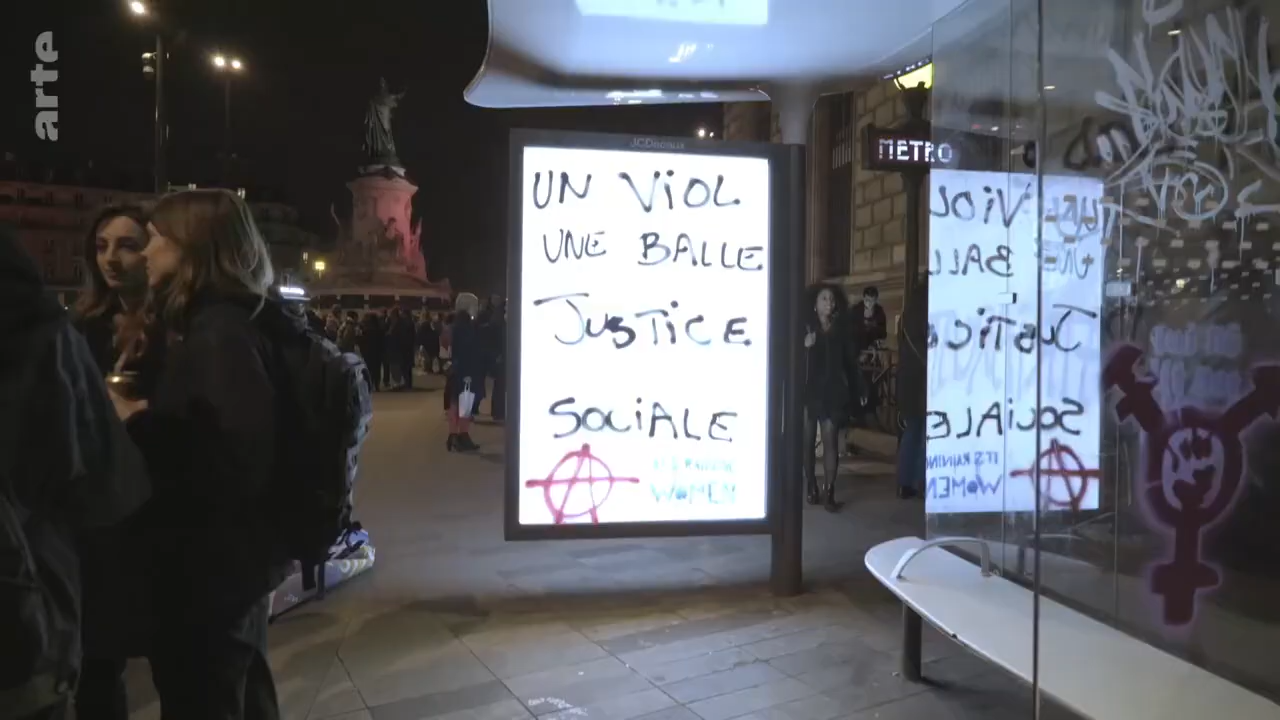 arte
JCDecaux
UN VIOL
UNE BALLE
JUSTICE
SOCIALE
IT'S RAINING
WOMEN
METRO